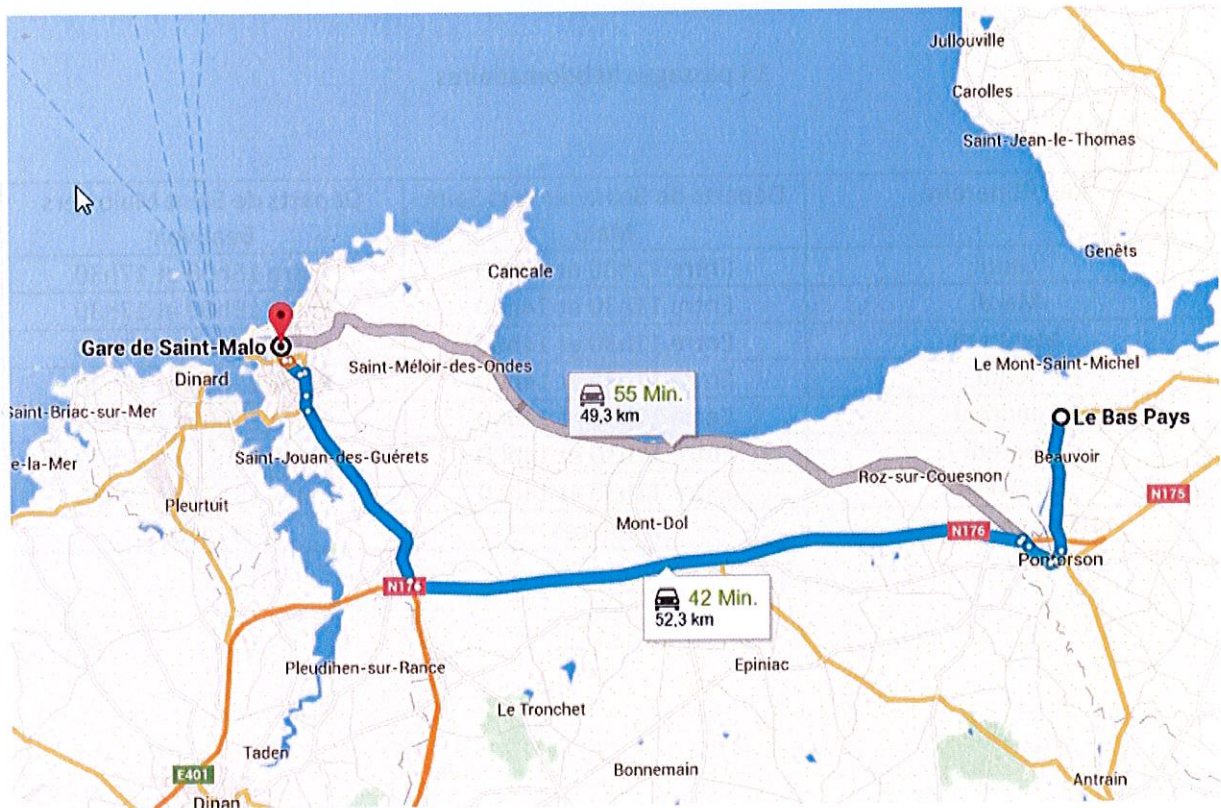 Jullouville
Carolles
Saint-Jean-le-Thomas
Genêts
Cancale
Gare de Saint-Malo
Saint-Méloir-des-Ondes
Le Mont-Saint-Michel
Dinard
55 Min.
49,3 km
Saint-Briac-sur-Mer
Le Bas Pays
Beauvoir
e-la-Mer
Saint-Jouan-des-Guérets
Roz-sur-Couesnon
N175
Pleurtuit
Mont-Dol
N176
Pontorson
N176
42 Min.
52,3 km
Pleudihen-sur-Rance
Epiniac
Le Tronchet
Taden
Bonnemain
E401
Antrain
Dinan